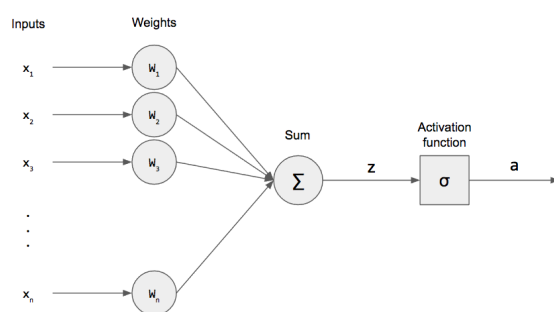 Inputs
Weights
x₁
W₁
x₂
W₂
x₃
W₃
Sum
Σ
z
Activation
function
σ
a
.
.
.
xₙ
Wₙ